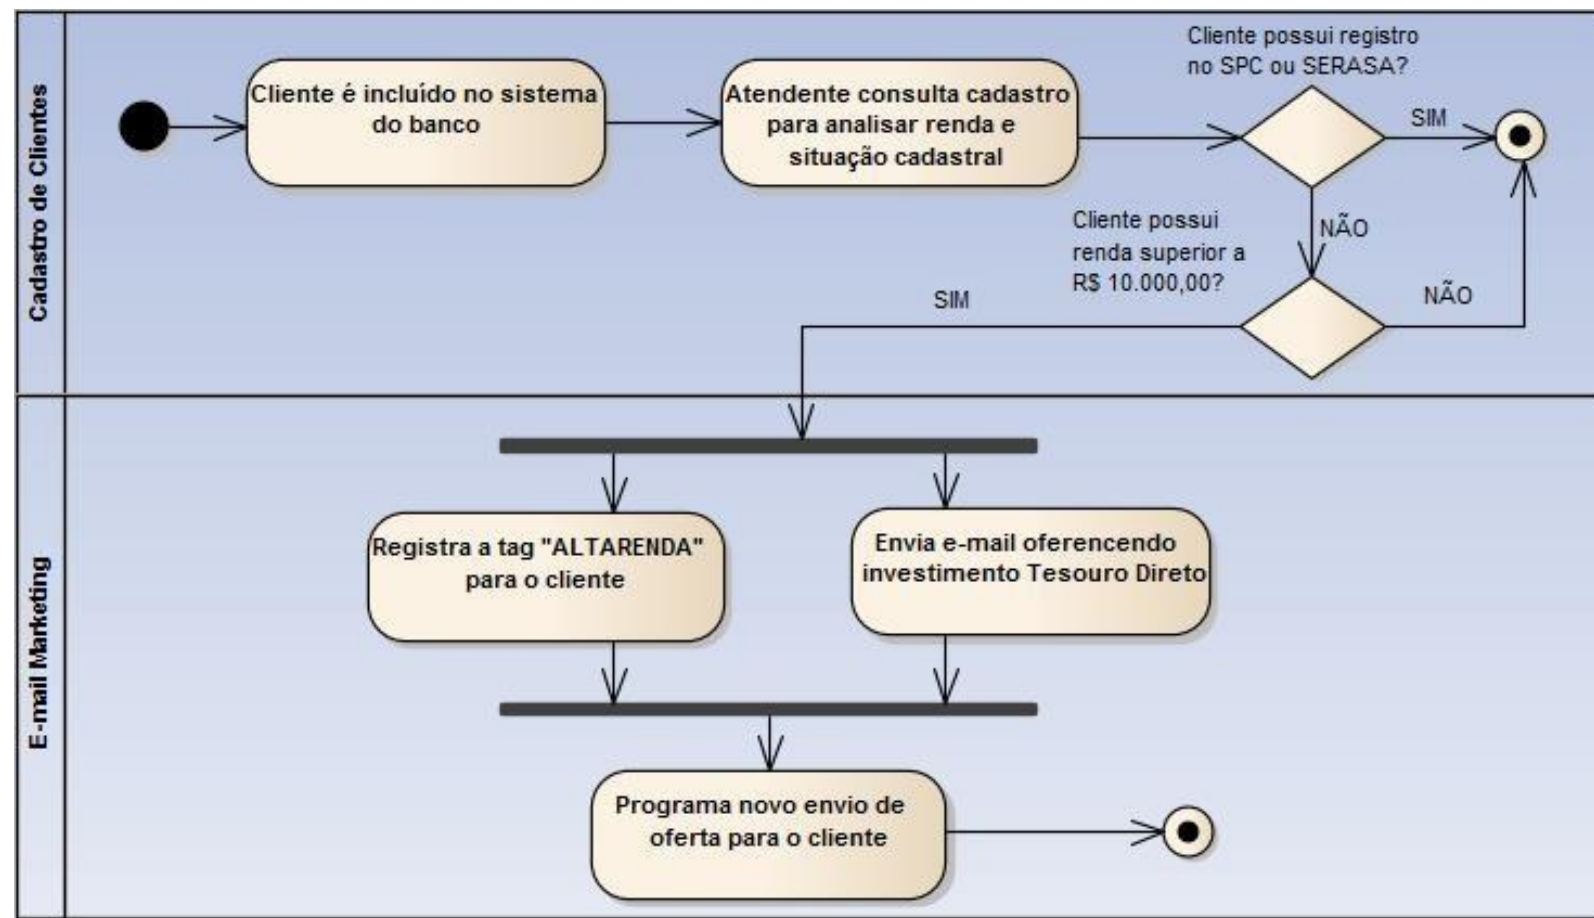 Cadastro de Clientes
Cliente é incluído no sistema
do banco
Atendente consulta cadastro
para analisar renda e
situação cadastral
Cliente possui registro
no SPC ou SERASA?
SIM
NÃO
Cliente possui
renda superior a
R$ 10.000,00?
SIM
NÃO
E-mail Marketing
Registra a tag "ALTARENDA"
para o cliente
Envia e-mail oferencendo
investimento Tesouro Direto
Programa novo envio de
oferta para o cliente